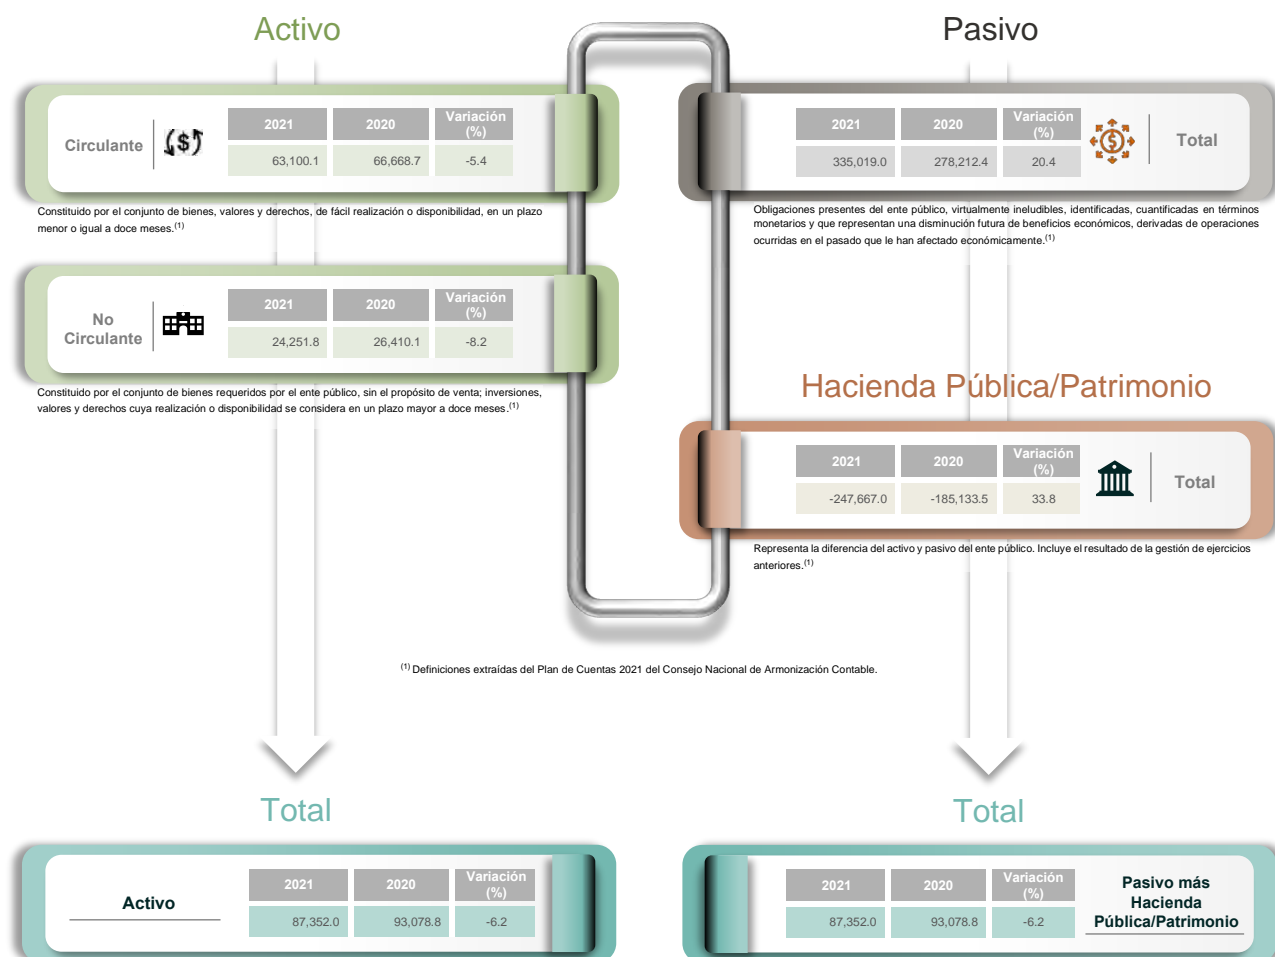 Activo
Circulante
2021 2020 Variación (%)
63,100.1 66,668.7 -5.4
Constituido por el conjunto de bienes, valores y derechos, de fácil realización o disponibilidad, en un plazo
menor o igual a doce meses.(1)
No
Circulante
2021 2020 Variación (%)
24,251.8 26,410.1 -8.2
Constituido por el conjunto de bienes requeridos por el ente público, sin el propósito de venta; inversiones,
valores y derechos cuya realización o disponibilidad se considera en un plazo mayor a doce meses.(1)
Pasivo
2021 2020 Variación (%)
335,019.0 278,212.4 20.4
Total
Obligaciones presentes del ente público, virtualmente ineludibles, identificadas, cuantificadas en términos
monetarios y que representan una disminución futura de beneficios económicos, derivadas de operaciones
ocurridas en el pasado que le han afectado económicamente.(1)
Hacienda Pública/Patrimonio
2021 2020 Variación (%)
-247,667.0 -185,133.5 33.8
Total
Representa la diferencia del activo y pasivo del ente público. Incluye el resultado de la gestión de ejercicios
anteriores.(1)
(1) Definiciones extraídas del Plan de Cuentas 2021 del Consejo Nacional de Armonización Contable.
Total
Activo
2021 2020 Variación (%)
87,352.0 93,078.8 -6.2
Total
2021 2020 Variación (%)
87,352.0 93,078.8 -6.2
Pasivo más
Hacienda
Pública/Patrimonio